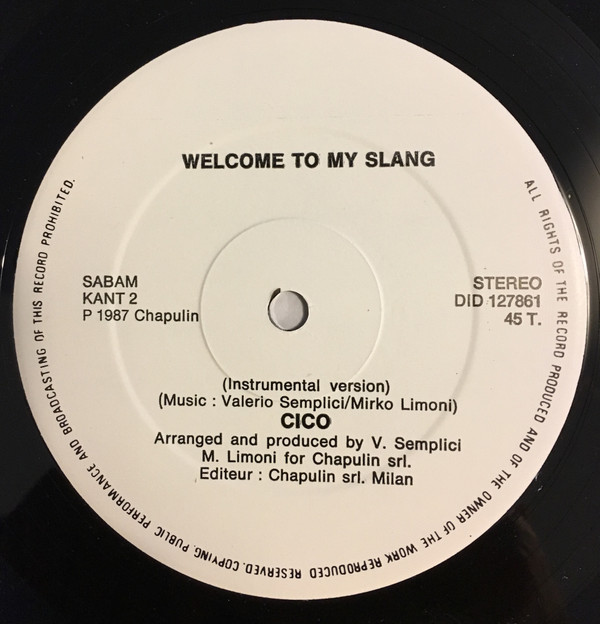 WELCOME TO MY SLANG
SABAM
KANT 2
P 1987 Chapulin
STEREO
DID 127861
45 T.
(Instrumental version)
(Music : Valerio Semplici/Mirko Limoni)
CICO
Arranged and produced by V. Semplici
M. Limoni for Chapulin srl.
Editeur : Chapulin srl. Milan
ALL RIGHTS OF THE RECORD PRODUCED AND OF THE OWNER OF THE WORK REPRODUCED RESERVED. COPYING, PUBLIC PERFORMANCE AND BROADCASTING OF THIS RECORD PROHIBITED.